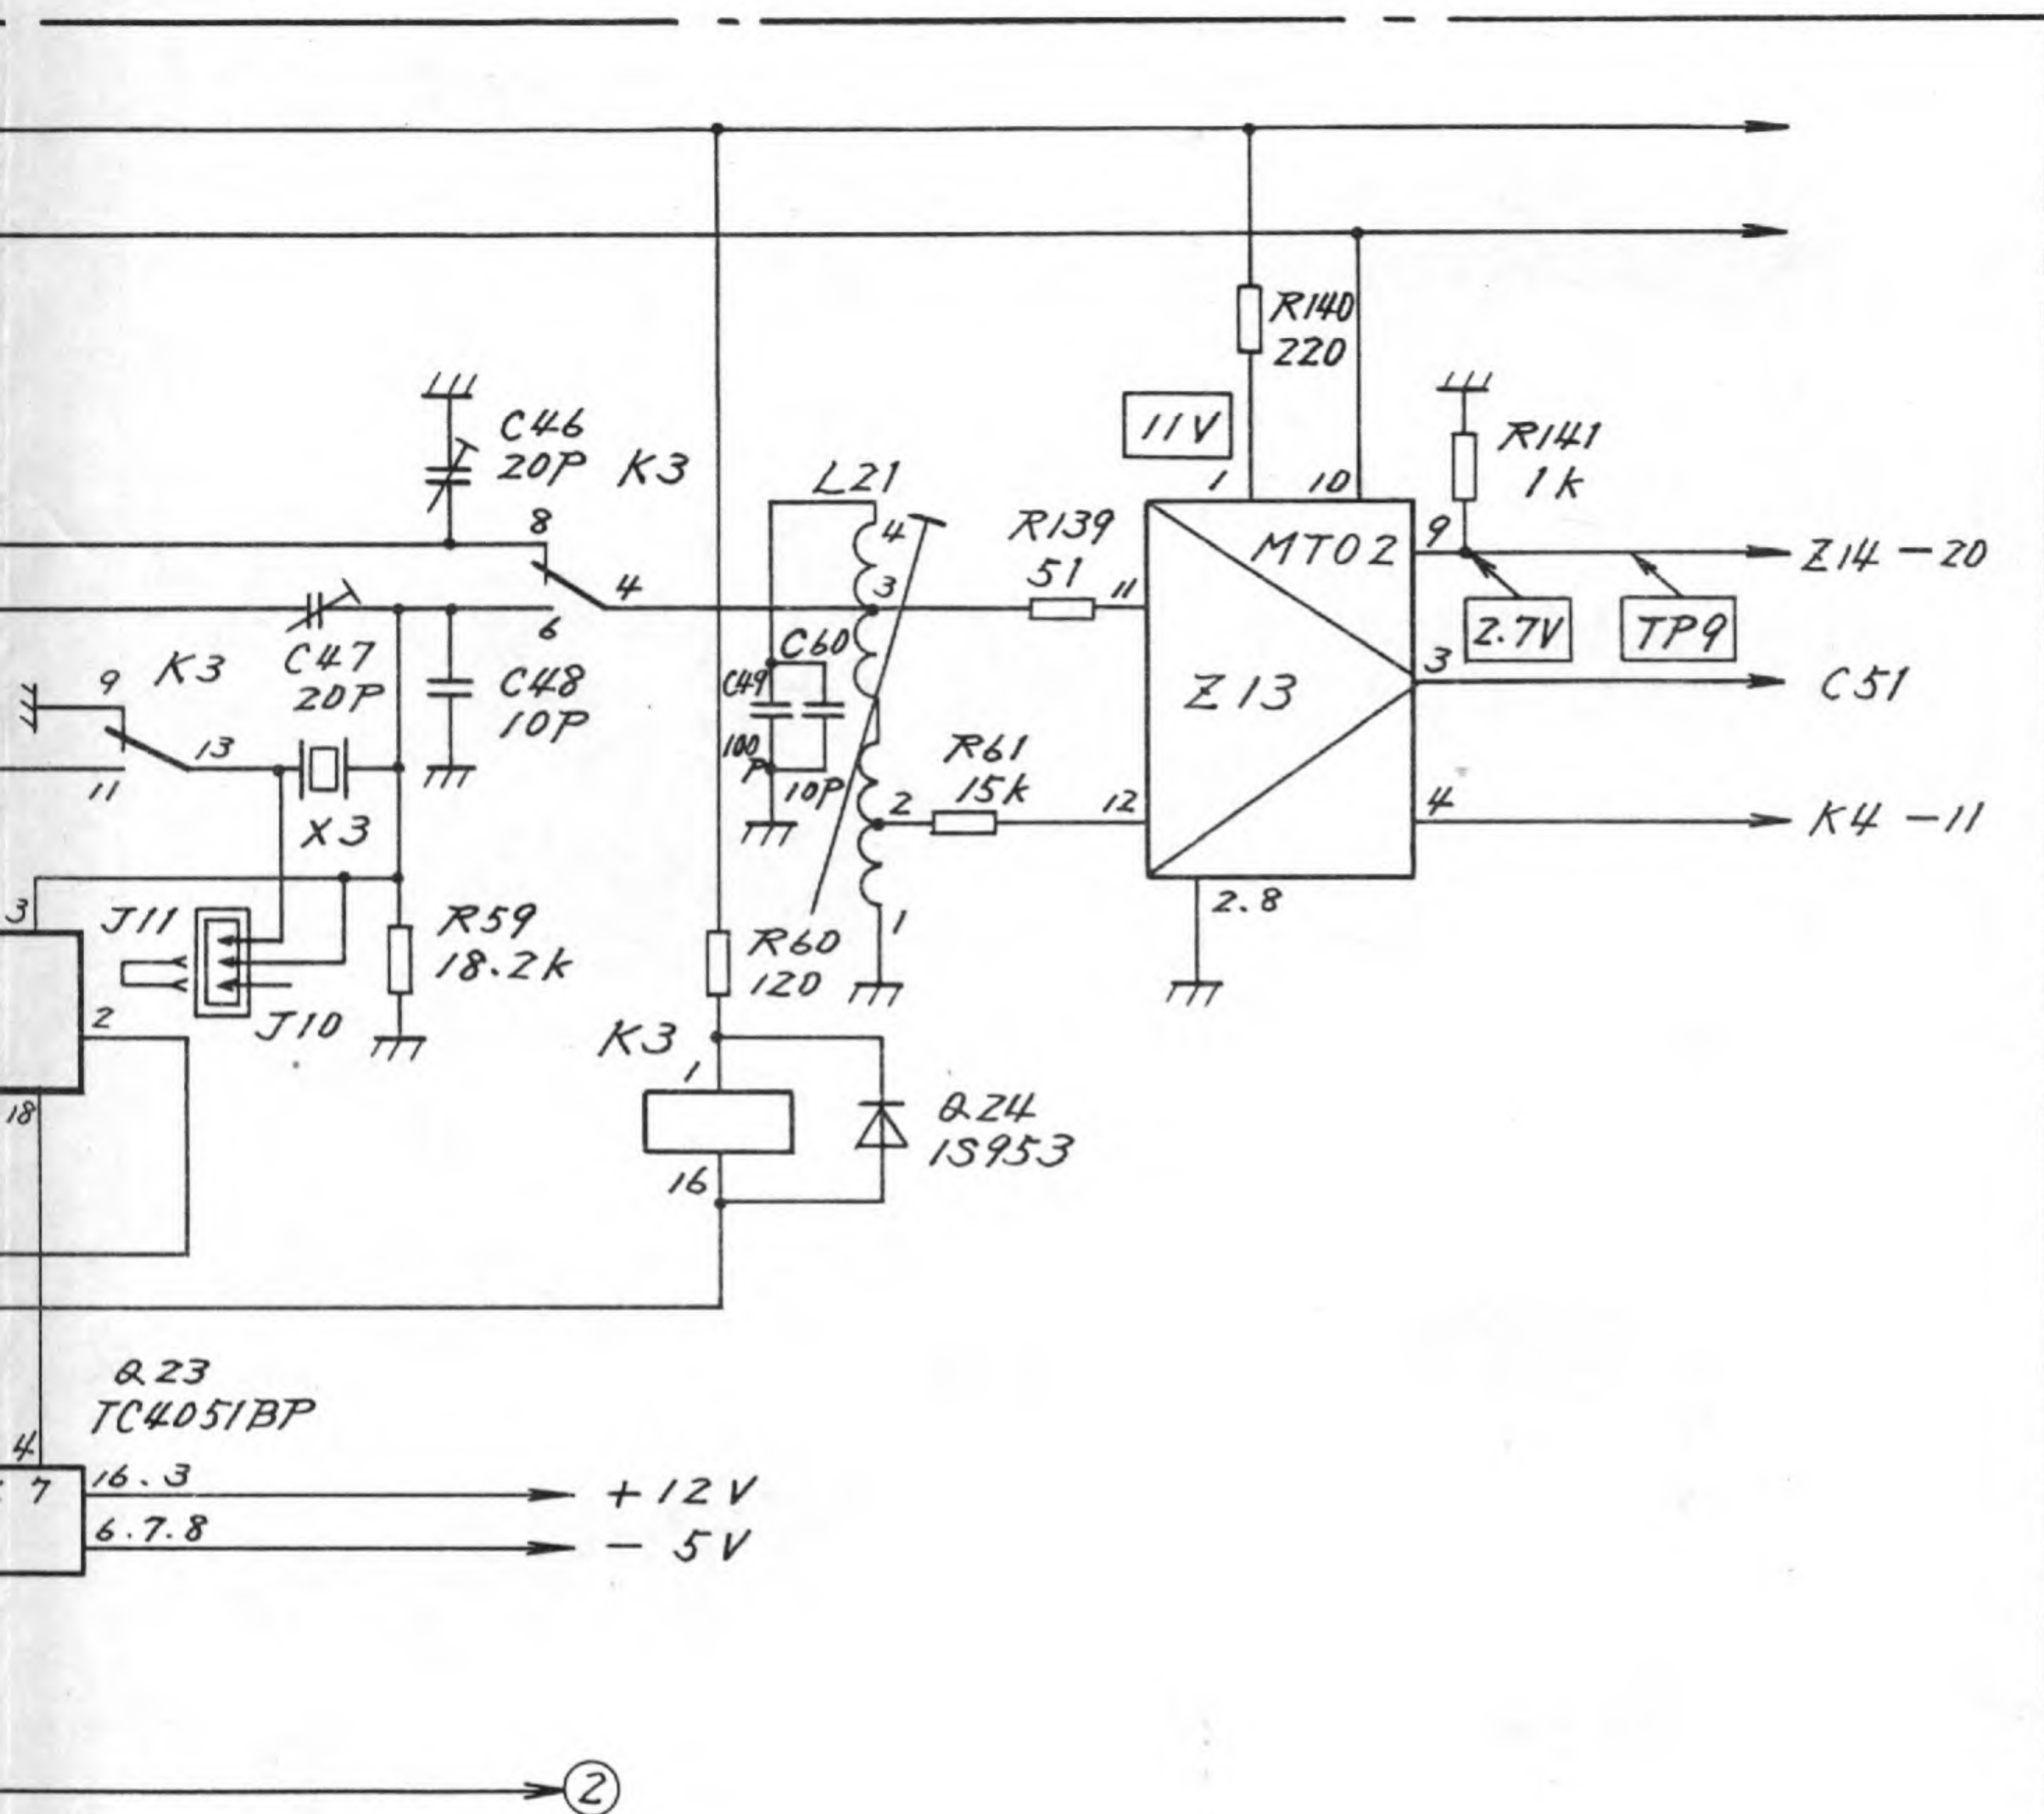 R140
220
11V
1
10
C46
20P
K3
8
4
6
L21
4
3
R139
51
11
MT02
9
R141
1k
Z14-20
2.7V
TP9
3
C51
Z13
C47
20P
C48
10P
C60
C49
100
P
10P
9
K3
13
11
X3
2
R61
15k
12
4
K4-11
2.8
1
3
J11
J10
R59
18.2k
R60
120
2
18
K3
1
16
Q24
1S953
Q23
TC4051BP
4
7
16.3
+12V
6.7.8
-5V
2